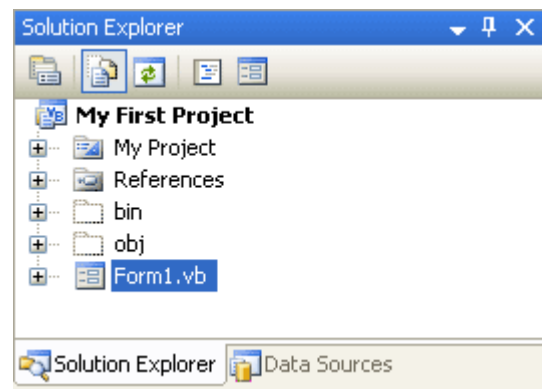 Solution Explorer
My First Project
My Project
References
bin
obj
Form1.vb
Solution Explorer Data Sources